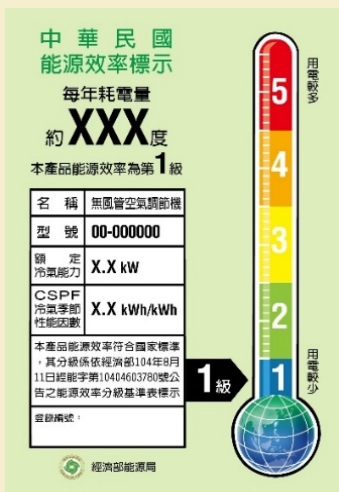 中華民國
能源效率標示
每年耗電量
約XXX度
本產品能源效率為第1級
名 稱 無風管空氣調節機
型 號 00-000000
額 定
冷氣能力 X.X kW
CSPF
冷氣季節
性能因數 X.X kWh/kWh
本產品能源效率符合國家標準
，其分級係依經濟部104年8月
11日經能字第10404603780號公
告之能源效率分級基準表標示
登錄編號：
經濟部能源局
1級
用電較多
5
4
3
2
1
用電較少